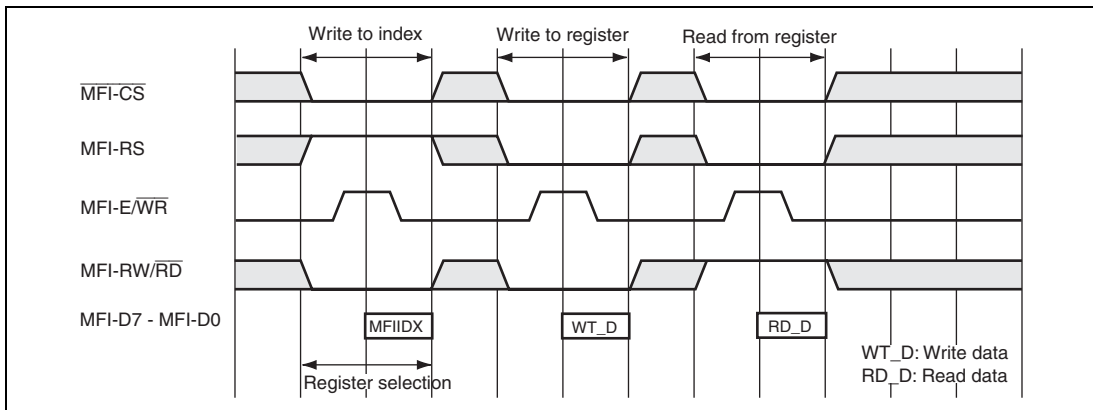 Write to index Write to register Read from register
MFI-CS
MFI-RS
MFI-E/WR
MFI-RW/RD
MFI-D7 - MFI-D0 MFIIDX WT_D RD_D
WT_D: Write data
Register selection RD_D: Read data